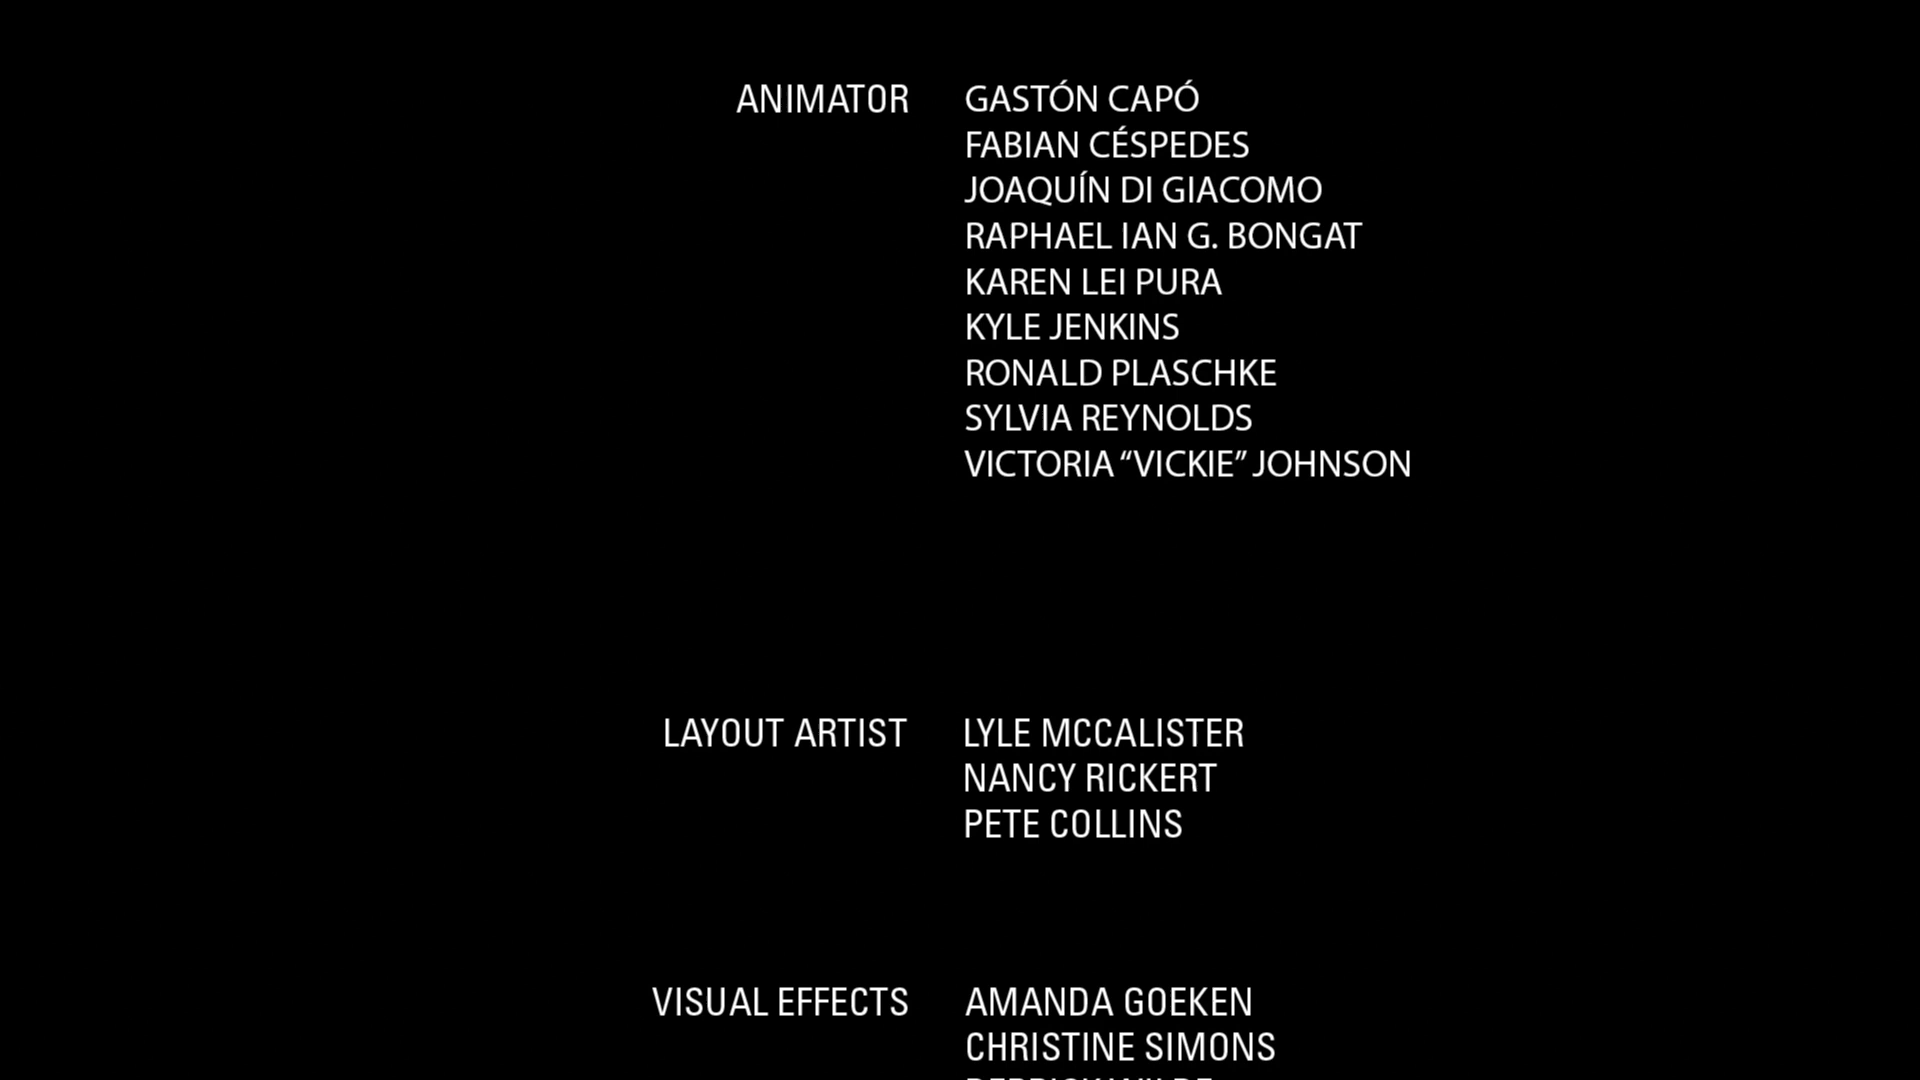 ANIMATOR GASTÓN CAPÓ
FABIAN CÉSPEDES
JOAQUÍN DI GIACOMO
RAPHAEL IAN G. BONGAT
KAREN LEI PURA
KYLE JENKINS
RONALD PLASCHKE
SYLVIA REYNOLDS
VICTORIA “VICKIE” JOHNSON
LAYOUT ARTIST LYLE MCCALISTER
NANCY RICKERT
PETE COLLINS
VISUAL EFFECTS AMANDA GOEKEN
CHRISTINE SIMONS